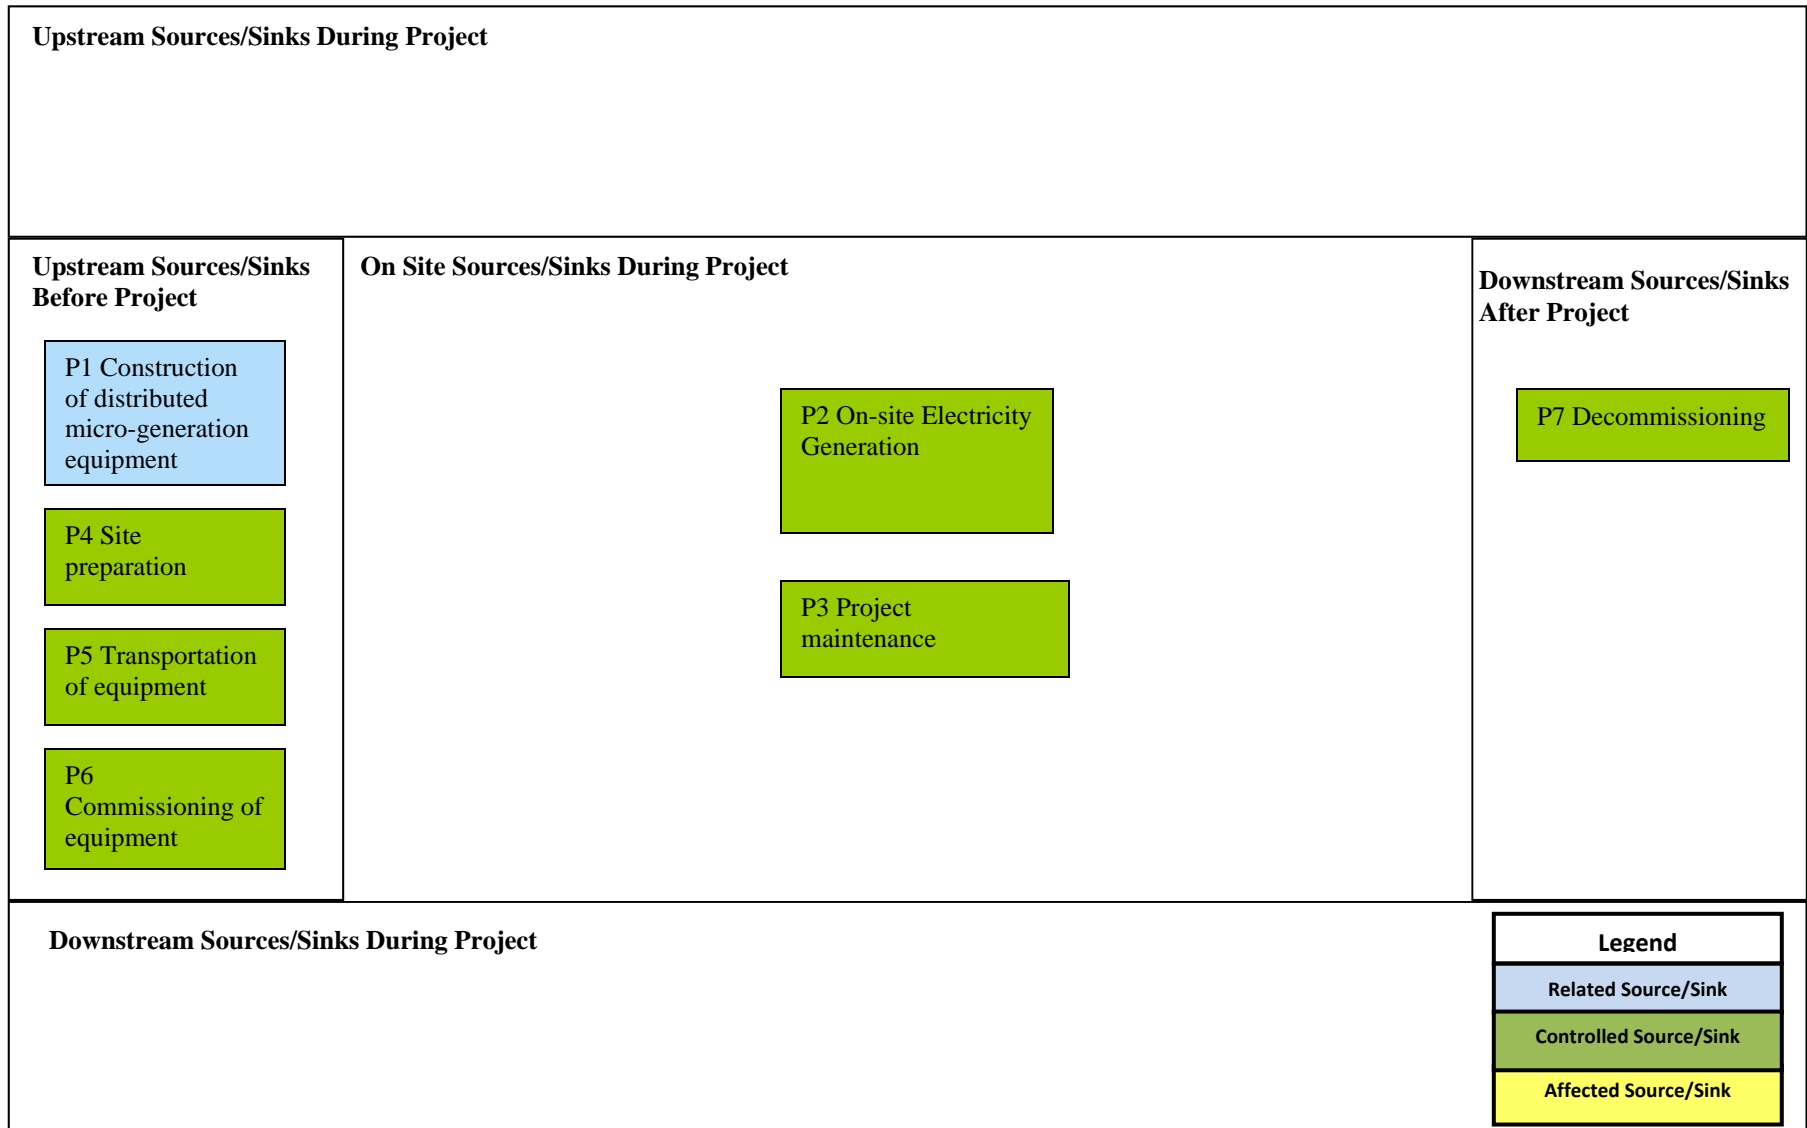 Upstream Sources/Sinks During Project
Upstream Sources/Sinks
Before Project
P1 Construction
of distributed
micro-generation
equipment
P4 Site
preparation
P5 Transportation
of equipment
P6
Commissioning of
equipment
On Site Sources/Sinks During Project
P2 On-site Electricity
Generation
P3 Project
maintenance
Downstream Sources/Sinks
After Project
P7 Decommissioning
Downstream Sources/Sinks During Project
Legend
Related Source/Sink
Controlled Source/Sink
Affected Source/Sink